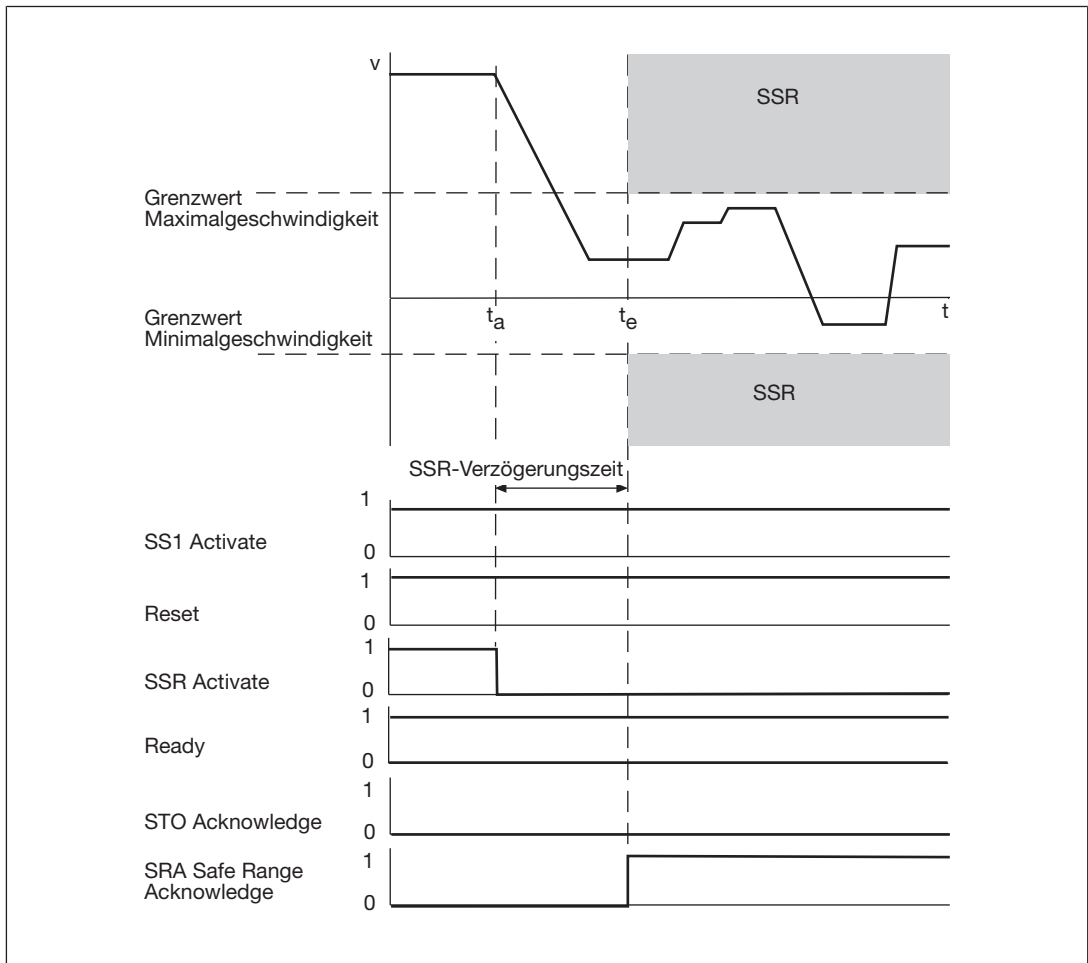 v
SSR
Grenzwert
Maximalgeschwindigkeit
t_a
t_e
t
Grenzwert
Minimalgeschwindigkeit
SSR
SSR-Verzögerungszeit
1
SS1 Activate
0
1
Reset
0
1
SSR Activate
0
1
Ready
0
1
STO Acknowledge
0
SRA Safe Range
1
Acknowledge
0